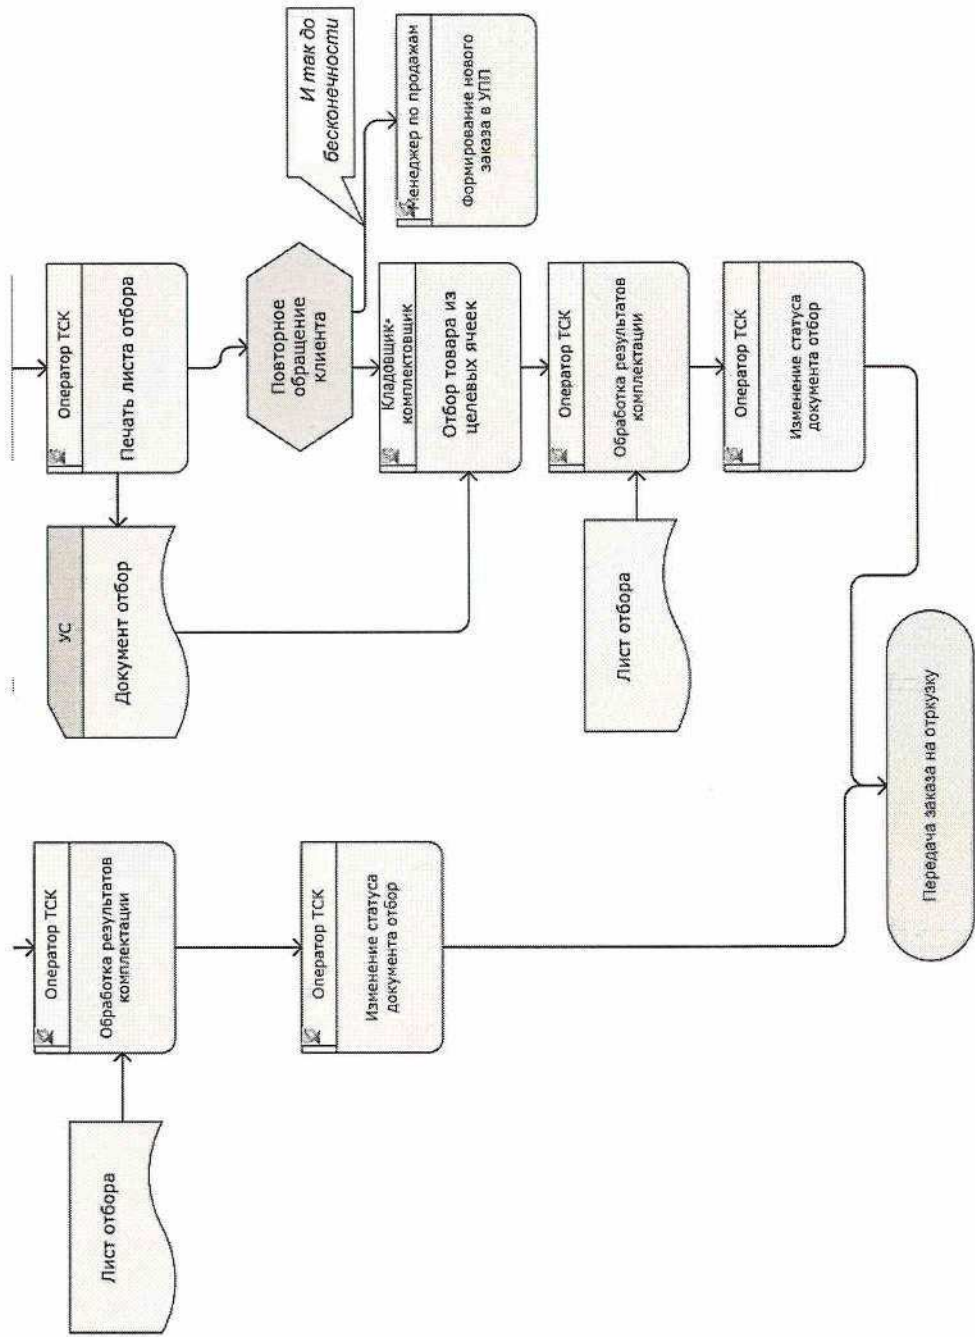 Лист отбора
Оператор ТСК
Обработка результатов
комплектации
Оператор ТСК
Изменение статуса
документа отбор
УС
Документ отбор
Оператор ТСК
Печать листа отбора
Повторное
обращение
клиента
И так до
бесконечности
Менеджер по продажам
Формирование нового
заказа в УПП
Кладовщик-
комплектовщик
Отбор товара из
целевых ячеек
Лист отбора
Оператор ТСК
Обработка результатов
комплектации
Оператор ТСК
Изменение статуса
документа отбор
Передача заказа на отркузку